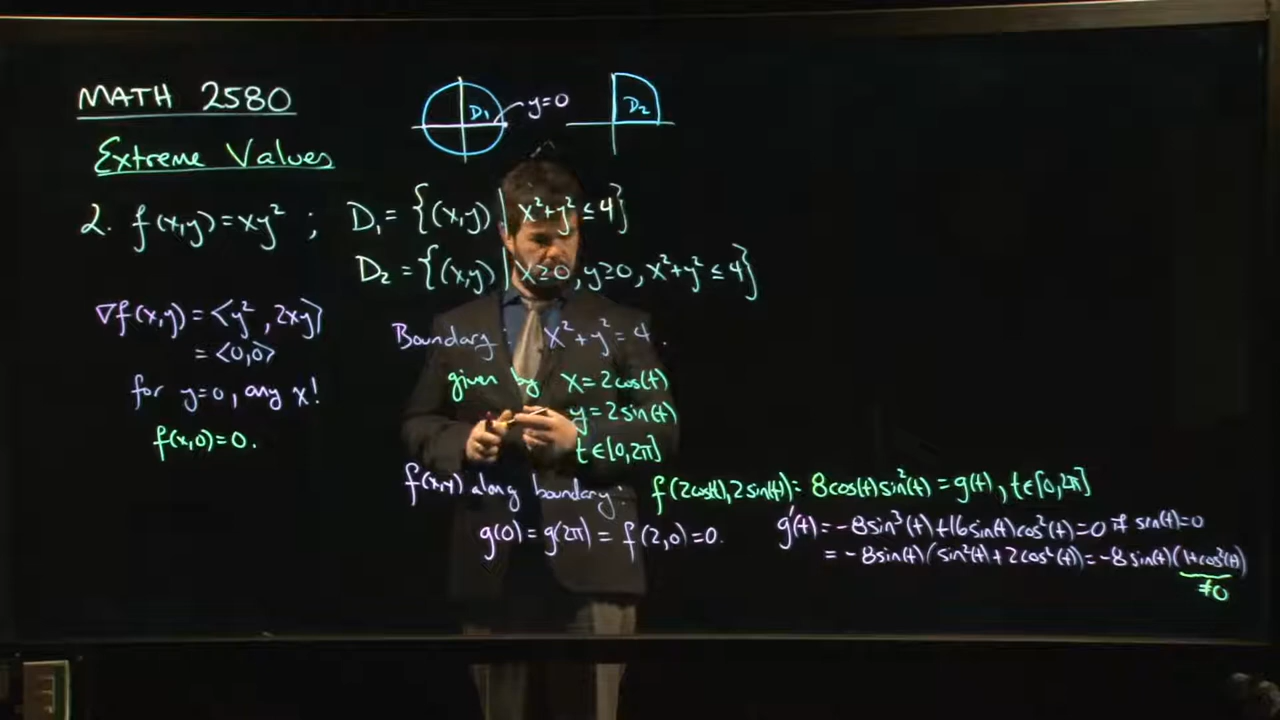 MATH 2580
Extreme Values
D₁
y=0
D₂
2. f(x,y)=xy² ; D₁ = {(x,y) | x²+y² ≤ 4}
D₂ = {(x,y) | x≥0, y≥0, x²+y² ≤ 4}
∇f(x,y) = <y², 2xy>
= <0,0>
for y=0, any x!
f(x,0)=0.
Boundary: x²+y²=4.
given by x=2cos(t)
y=2sin(t)
t∈[0,2π]
f(x,y) along boundary: f(2cos(t), 2sin(t)) = 8cos(t)sin²(t) = g(t), t∈[0,2π]
g(0) = g(2π) = f(2,0)=0.
g'(t) = -8sin³(t)+16sin(t)cos²(t)=0 if sin(t)=0
= -8sin(t)(sin²(t)+2cos²(t)) = -8sin(t)(1+cos²(t))
≠0